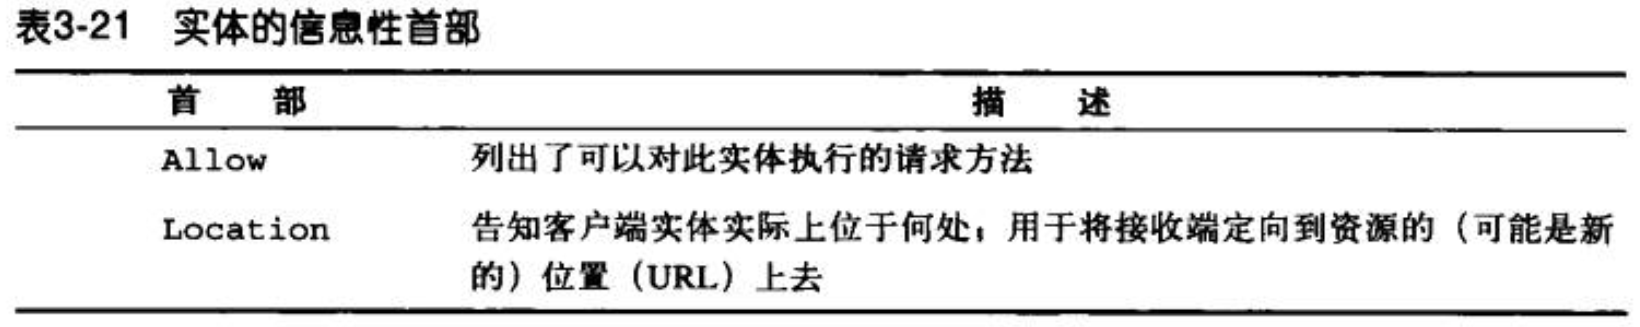 表3-21 实体的信息性首部
首 部 描 述
Allow 列出了可以对此实体执行的请求方法
Location 告知客户端实体实际上位于何处；用于将接收端定向到资源的（可能是新
的）位置（URL）上去